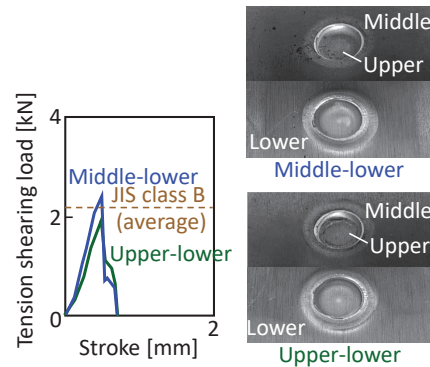 Tension shearing load [kN]
4
2
0
Middle-lower
JIS class B
(average)
Upper-lower
2
Stroke [mm]
Middle
Upper
Lower
Middle-lower
Middle
Upper
Lower
Upper-lower